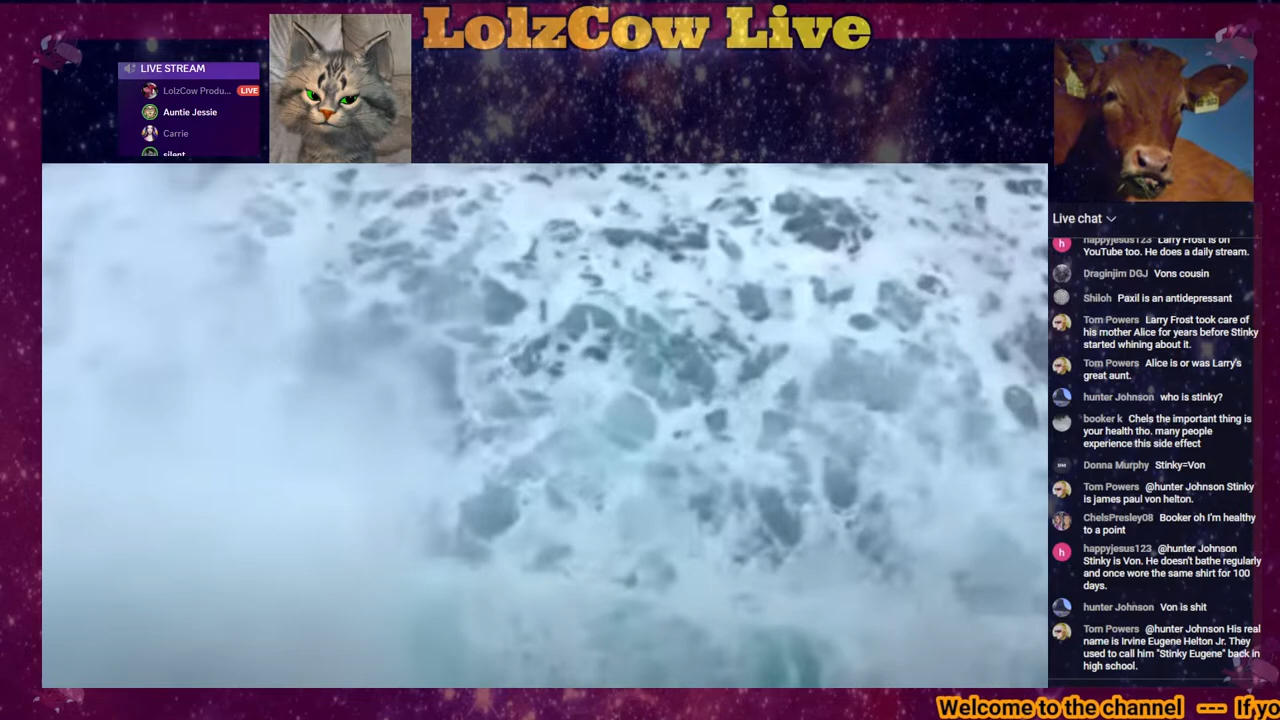 LolzCow Live
LIVE STREAM
LolzCow Produ... LIVE
Auntie Jessie
Carrie
silent
Live chat
happyjesus123 Larry Frost is on
YouTube too. He does a daily stream.
Draginjim DGJ Vons cousin
Shiloh Paxil is an antidepressant
Tom Powers Larry Frost took care of
his mother Alice for years before Stinky
started whining about it.
Tom Powers Alice is or was Larry's
great aunt.
hunter Johnson who is stinky?
booker k Chels the important thing is
your health tho. many people
experience this side effect
Donna Murphy Stinky=Von
Tom Powers @hunter Johnson Stinky
is james paul von helton.
ChelsPresley08 Booker oh I'm healthy
to a point
happyjesus123 @hunter Johnson
Stinky is Von. He doesn't bathe regularly
and once wore the same shirt for 100
days.
hunter Johnson Von is shit
Tom Powers @hunter Johnson His real
name is Irvine Eugene Helton Jr. They
used to call him "Stinky Eugene" back in
high school.
Welcome to the channel --- If yo